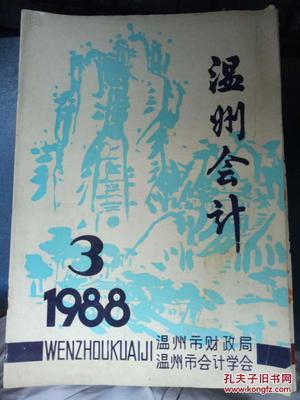 温州会计
3
1988
WENZHOUKUAIJI
温州市财政局
温州市会计学会
孔夫子旧书网